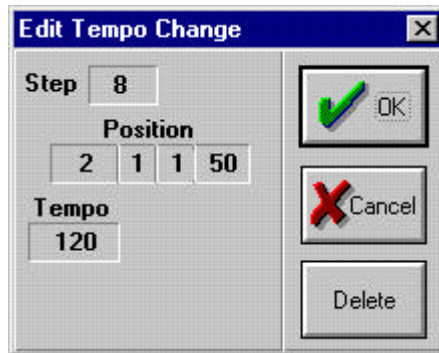 Edit Tempo Change
Step 8
OK
Position
2 1 1 50
Tempo
Cancel
120
Delete